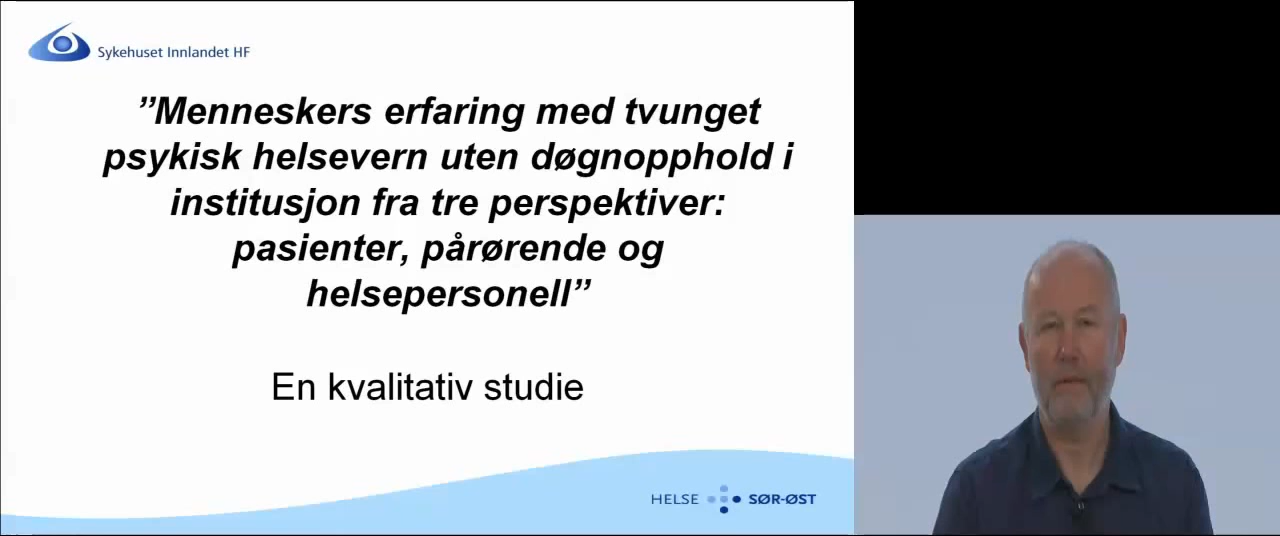 Sykehuset Innlandet HF
”Menneskers erfaring med tvunget
psykisk helsevern uten døgnopphold i
institusjon fra tre perspektiver:
pasienter, pårørende og
helsepersonell”
En kvalitativ studie
HELSE SØR-ØST